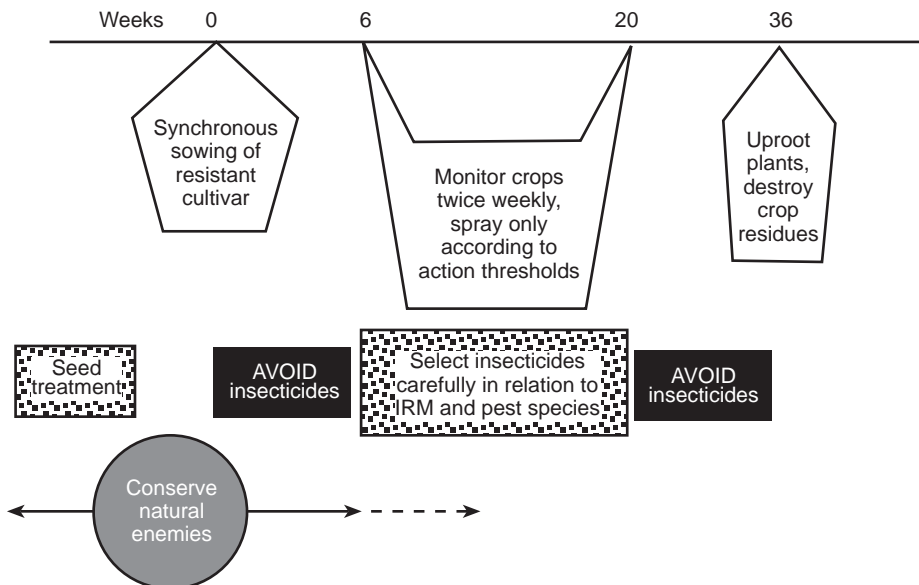 Weeks 0 6 20 36
Synchronous
sowing of
resistant
cultivar
Monitor crops
twice weekly,
spray only
according to
action thresholds
Uproot
plants,
destroy
crop
residues
Seed
treatment
AVOID
insecticides
Select insecticides
carefully in relation to
IRM and pest species
AVOID
insecticides
Conserve
natural
enemies